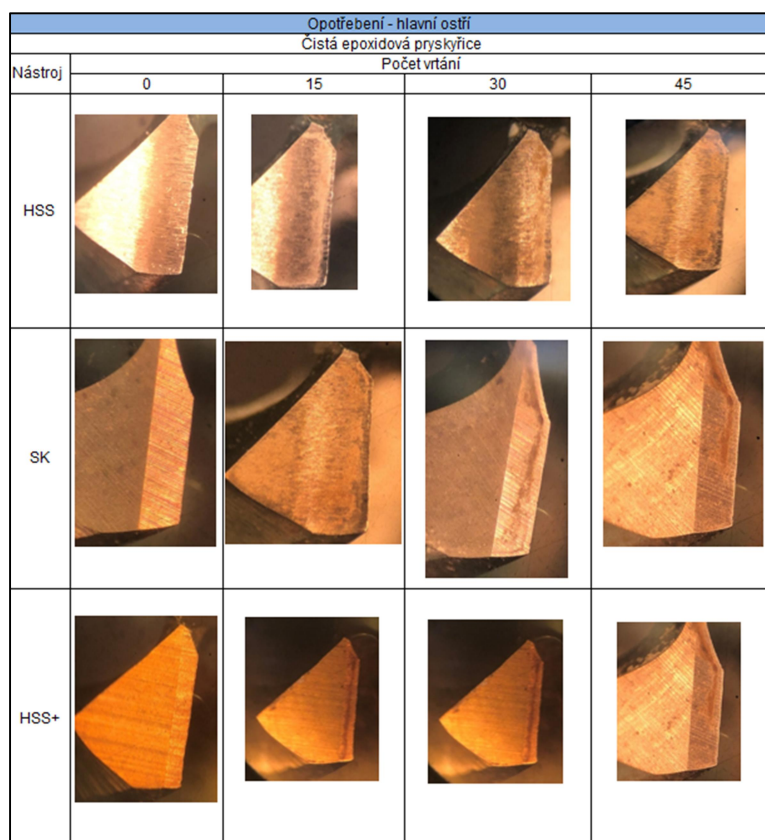 Opotřebení - hlavní ostří
Čistá epoxidová pryskyřice
Nástroj
Počet vrtání
0 15 30 45
HSS
SK
HSS+